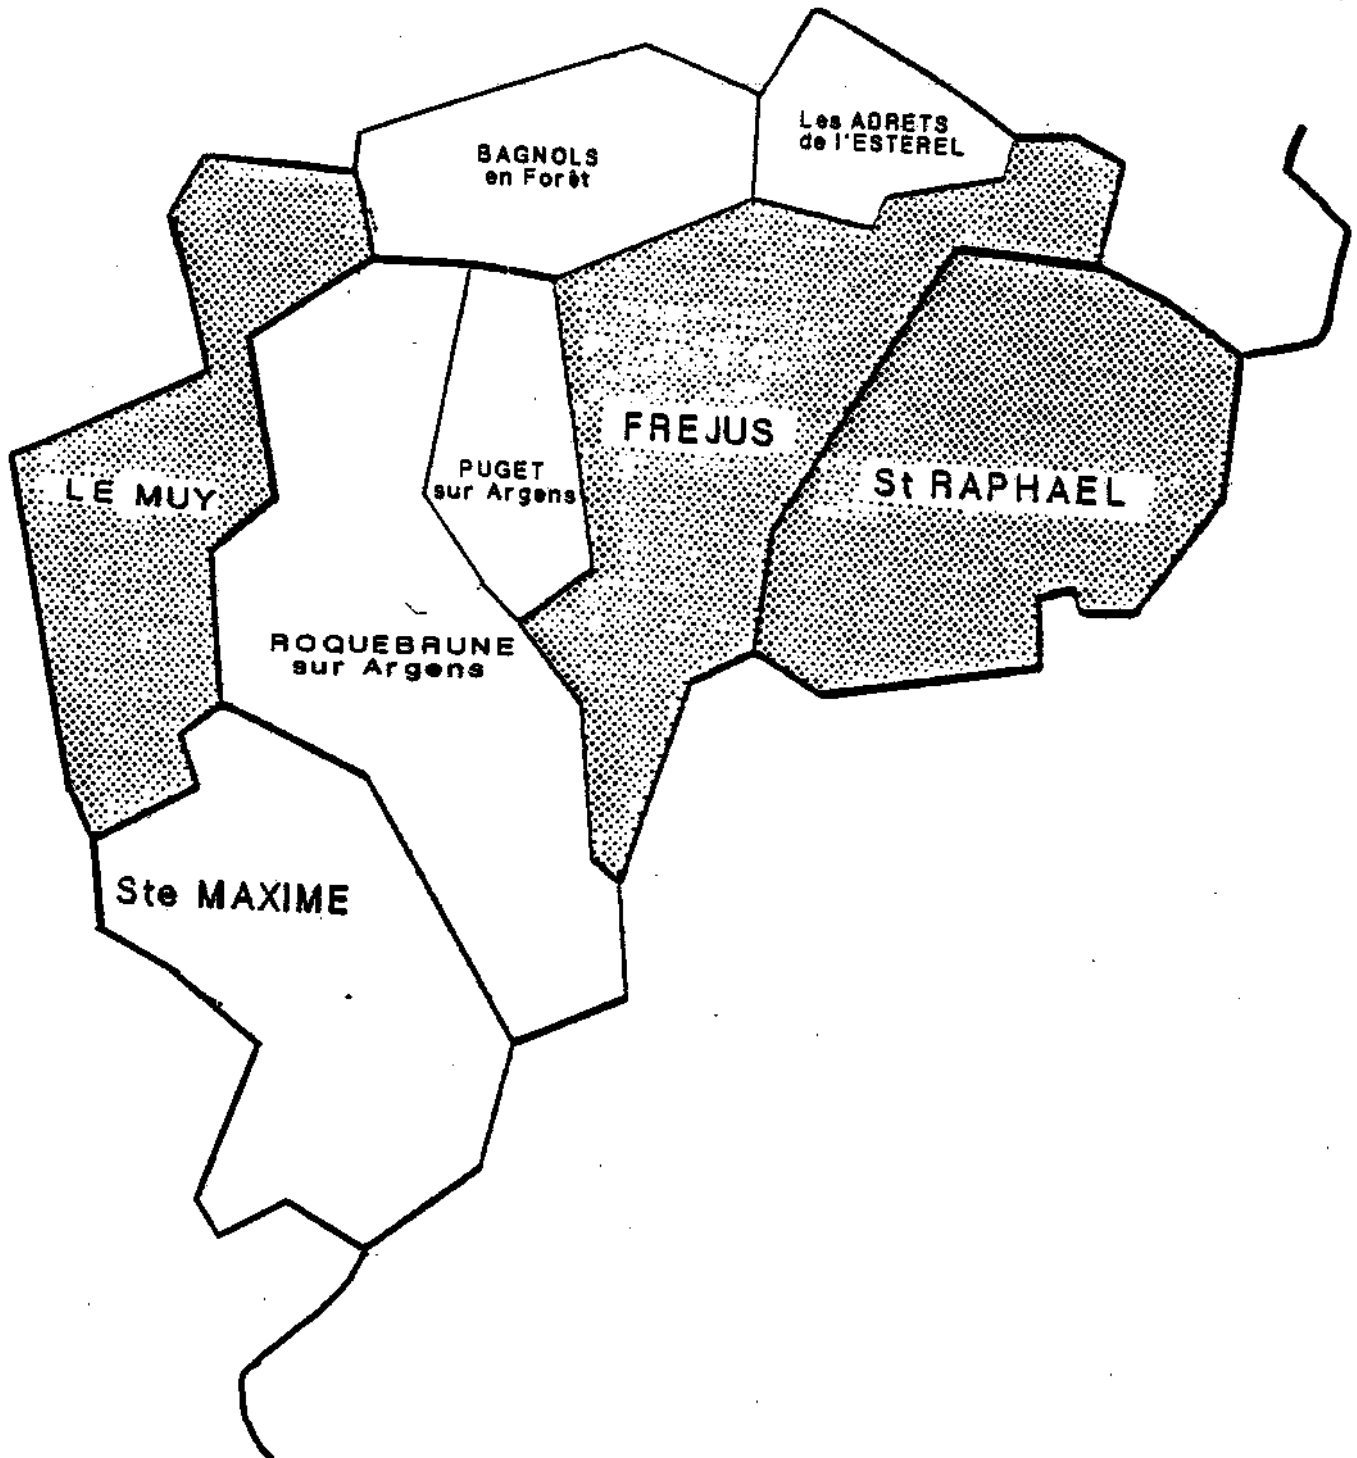 Les ADRETS
de l'ESTEREL
BAGNOLS
en Forêt
FREJUS
PUGET
sur Argens
St RAPHAEL
LE MUY
ROQUEBRUNE
sur Argens
Ste MAXIME